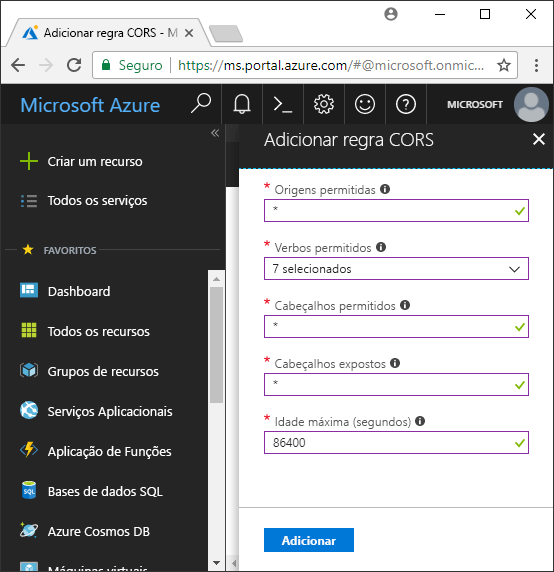 Adicionar regra CORS - M
Seguro
https://ms.portal.azure.com/#@microsoft.onmic...
Microsoft Azure
MICROSOFT
Criar um recurso
Todos os serviços
FAVORITOS
Dashboard
Todos os recursos
Grupos de recursos
Serviços Aplicacionais
Aplicação de Funções
SQL
Bases de dados SQL
Azure Cosmos DB
Máquinas virtuais
Adicionar regra CORS
* Origens permitidas
*
* Verbos permitidos
7 selecionados
* Cabeçalhos permitidos
*
* Cabeçalhos expostos
*
* Idade máxima (segundos)
86400
Adicionar